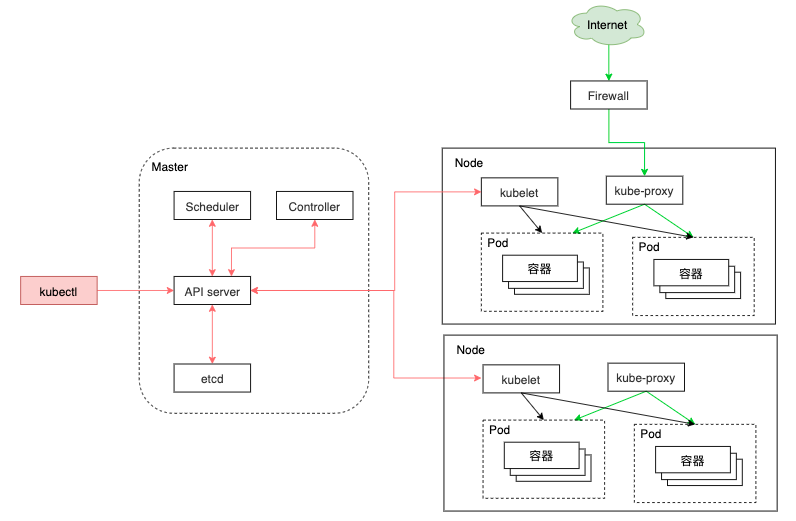 Internet
Firewall
Master
Scheduler
Controller
kubectl
API server
etcd
Node
kubelet
kube-proxy
Pod
容器
Pod
容器
Node
kubelet
kube-proxy
Pod
容器
Pod
容器